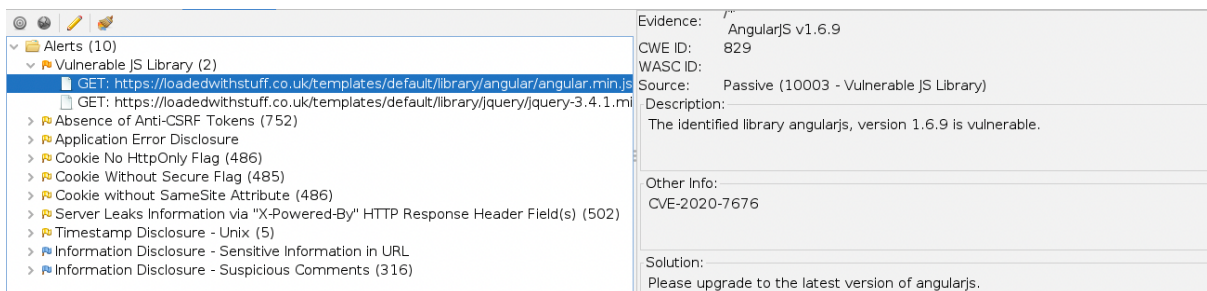 Alerts (10)
Vulnerable JS Library (2)
GET: https://loadedwithstuff.co.uk/templates/default/library/angular/angular.min.js
GET: https://loadedwithstuff.co.uk/templates/default/library/jquery/jquery-3.4.1.mi
Absence of Anti-CSRF Tokens (752)
Application Error Disclosure
Cookie No HttpOnly Flag (486)
Cookie Without Secure Flag (485)
Cookie without SameSite Attribute (486)
Server Leaks Information via "X-Powered-By" HTTP Response Header Field(s) (502)
Timestamp Disclosure - Unix (5)
Information Disclosure - Sensitive Information in URL
Information Disclosure - Suspicious Comments (316)
Evidence: /*
AngularJS v1.6.9
CWE ID: 829
WASC ID:
Source: Passive (10003 - Vulnerable JS Library)
Description:
The identified library angularjs, version 1.6.9 is vulnerable.
Other Info:
CVE-2020-7676
Solution:
Please upgrade to the latest version of angularjs.